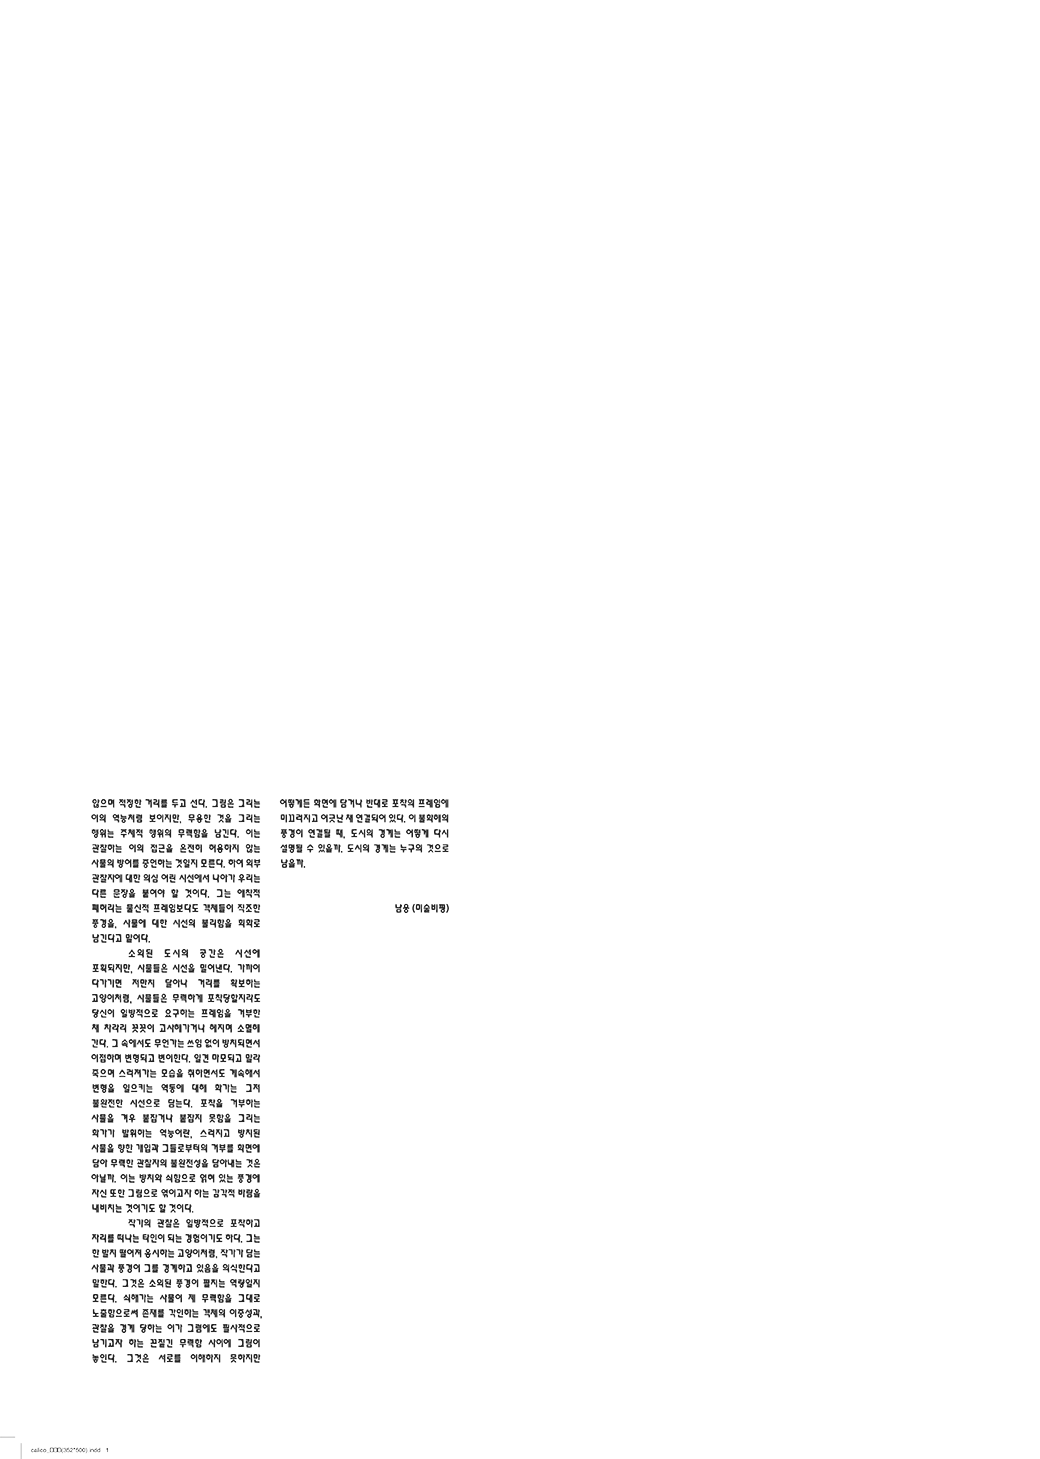 않으며 적정한 거리를 두고 선다. 그림은 그리는
이의 역능처럼 보이지만, 무용한 것을 그리는
행위는 주체적 행위의 무력함을 남긴다. 이는
관찰하는 이의 접근을 온전히 허용하지 않는
사물의 방어를 증언하는 것일지 모른다. 하여 외부
관찰자에 대한 의심 어린 시선에서 나아가 우리는
다른 문장을 붙여야 할 것이다. 그는 애착적
폐허라는 물신적 프레임보다도 객체들이 직조한
풍경을, 사물에 대한 시선의 불리함을 회화로
남긴다고 말이다.
소외된 도시의 공간은 시선에
포획되지만, 사물들은 시선을 밀어낸다. 가까이
다가가면 저만치 달아나 거리를 확보하는
고양이처럼, 사물들은 무력하게 포착당할지라도
당신이 일방적으로 요구하는 프레임을 거부한
채 차라리 꼿꼿이 고사해가거나 해지며 소멸해
간다. 그 속에서도 무언가는 쓰임 없이 방치되면서
이접하며 변형되고 변이한다. 일견 마모되고 말라
죽으며 스러져가는 모습을 취하면서도 계속해서
변형을 일으키는 역동에 대해 화가는 그저
불완전한 시선으로 담는다. 포착을 거부하는
사물을 겨우 붙잡거나 붙잡지 못함을 그리는
화가가 발휘하는 역능이란, 스러지고 방치된
사물을 향한 개입과 그들로부터의 거부를 화면에
담아 무력한 관찰자의 불완전성을 담아내는 것은
아닐까. 이는 방치와 쇠함으로 얽혀 있는 풍경에
자신 또한 그림으로 엮이고자 하는 감각적 바람을
내비치는 것이기도 할 것이다.
작가의 관찰은 일방적으로 포착하고
자리를 떠나는 타인이 되는 경험이기도 하다. 그는
한 발치 떨어져 응시하는 고양이처럼, 작가가 담는
사물과 풍경이 그를 경계하고 있음을 의식한다고
말한다. 그것은 소외된 풍경이 펼치는 역량일지
모른다. 쇠해가는 사물이 제 무력함을 그대로
노출함으로써 존재를 각인하는 객체의 이중성과,
관찰을 경계 당하는 이가 그럼에도 필사적으로
남기고자 하는 끈질긴 무력함 사이에 그림이
놓인다. 그것은 서로를 이해하지 못하지만
어떻게든 화면에 담거나 반대로 포착의 프레임에
미끄러지고 어긋난 채 연결되어 있다. 이 불화해의
풍경이 연결될 때, 도시의 경계는 어떻게 다시
설명될 수 있을까. 도시의 경계는 누구의 것으로
남을까.
남웅 (미술비평)
calico_□□□(352*500).indd 1